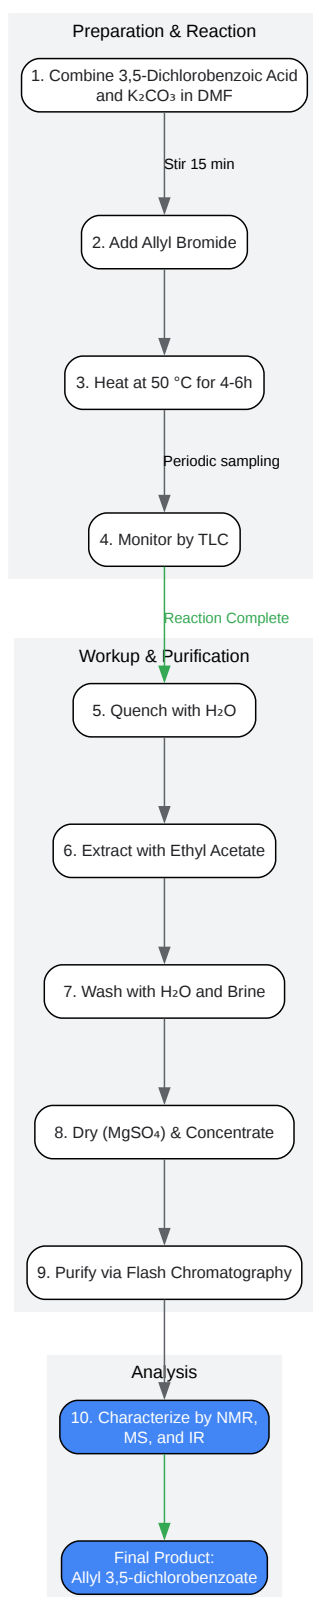 Preparation & Reaction
1. Combine 3,5-Dichlorobenzoic Acid
and K₂CO₃ in DMF
Stir 15 min
2. Add Allyl Bromide
3. Heat at 50 °C for 4-6h
Periodic sampling
4. Monitor by TLC
Reaction Complete
Workup & Purification
5. Quench with H₂O
6. Extract with Ethyl Acetate
7. Wash with H₂O and Brine
8. Dry (MgSO₄) & Concentrate
9. Purify via Flash Chromatography
Analysis
10. Characterize by NMR,
MS, and IR
Final Product:
Allyl 3,5-dichlorobenzoate